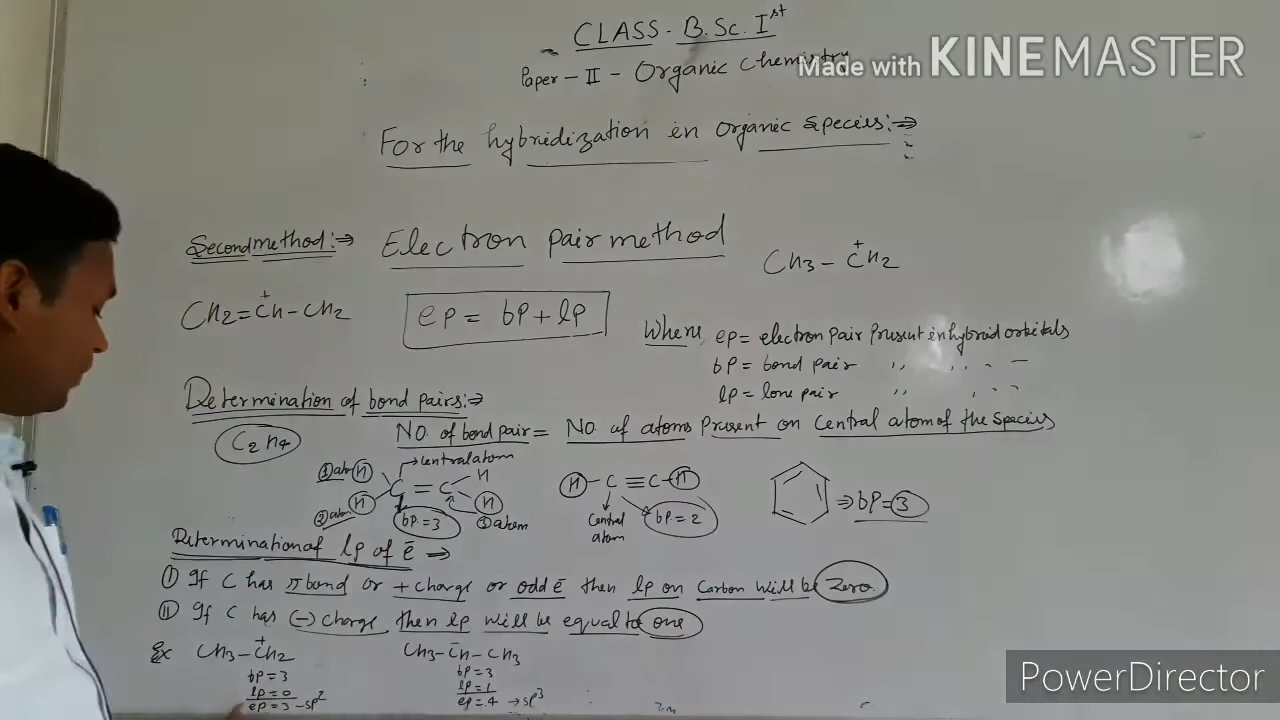 CLASS - B.Sc. Ist
Paper - II - Organic Chemistry
Made with KINEMASTER
For the hybridization in Organic Species:⇒
Second method:⇒ Electron pair method
CH3 - C+H2
CH2 = C+H - CH2
ep = bp + lp
Where ep = electron pair Present in hybrid orbitals
bp = bond pair ,, ,, -
lp = lone pair ,, ,,
Determination of bond pairs:⇒
C2H4
NO. of bond pair = NO. of atoms Present on Central atom of the species
① atom H → Central atom H
C = C
② atom H bp = 3 H ③ atom
H - C ≡ C - H
Central atom bp = 2
⇒ bp = 3
Determination of lp of ē ⇒
① If C has π bond or + charge or odd ē then lp on Carbon will be Zero
② If C has (-) charge then lp will be equal to one
Ex CH3 - C+H2 CH3 - C̄H - CH3
bp = 3 bp = 3
lp = 0 lp = 1
ep = 3 - sp2 ep = 4 → sp3
PowerDirector